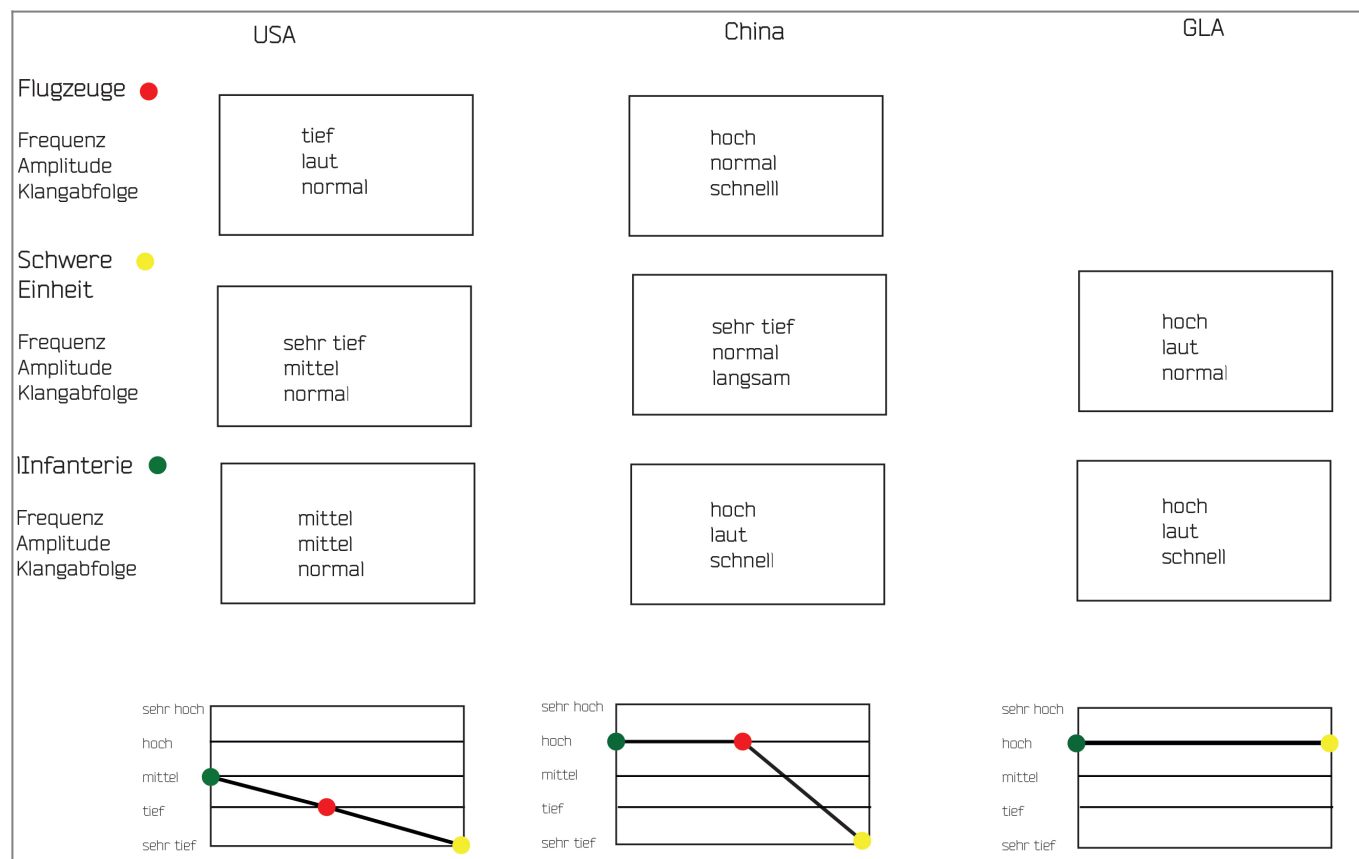 USA
China
GLA
Flugzeuge
Frequenz
Amplitude
Klangabfolge
tief
laut
normal
hoch
normal
schnelll
Schwere
Einheit
Frequenz
Amplitude
Klangabfolge
sehr tief
mittel
normal
sehr tief
normal
langsam
hoch
laut
normal
lInfanterie
Frequenz
Amplitude
Klangabfolge
mittel
mittel
normal
hoch
laut
schnell
hoch
laut
schnell
sehr hoch
hoch
mittel
tief
sehr tief
sehr hoch
hoch
mittel
tief
sehr tief
sehr hoch
hoch
mittel
tief
sehr tief